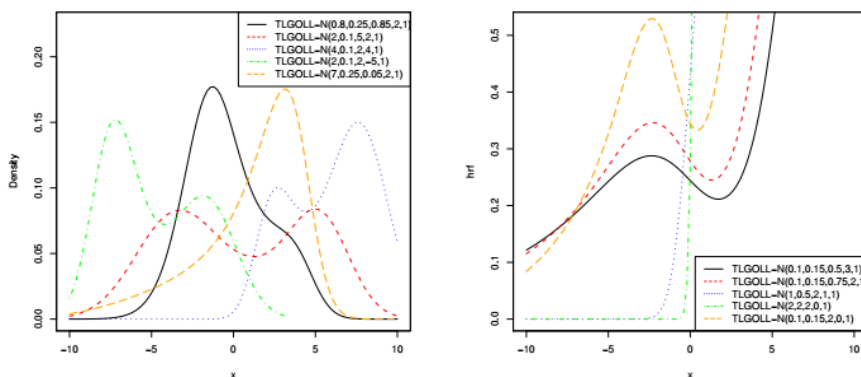 TLGOLL=N(0.8,0.25,0.85,2,1)
TLGOLL=N(2,0.1,5,2,1)
TLGOLL=N(4,0.1,2,4,1)
TLGOLL=N(2,0.1,2,−5,1)
TLGOLL=N(7,0.25,0.05,2,1)
Density
0.20
0.15
0.10
0.05
0.00
−10
−5
0
5
10
x
hrf
0.5
0.4
0.3
0.2
0.1
0.0
TLGOLL=N(0.1,0.15,0.5,3,1)
TLGOLL=N(0.1,0.15,0.75,2,1
TLGOLL=N(1,0.5,2,1,1)
TLGOLL=N(2,2,2,0,1)
TLGOLL=N(0.1,0.15,2,0,1)
−10
−5
0
5
10
x